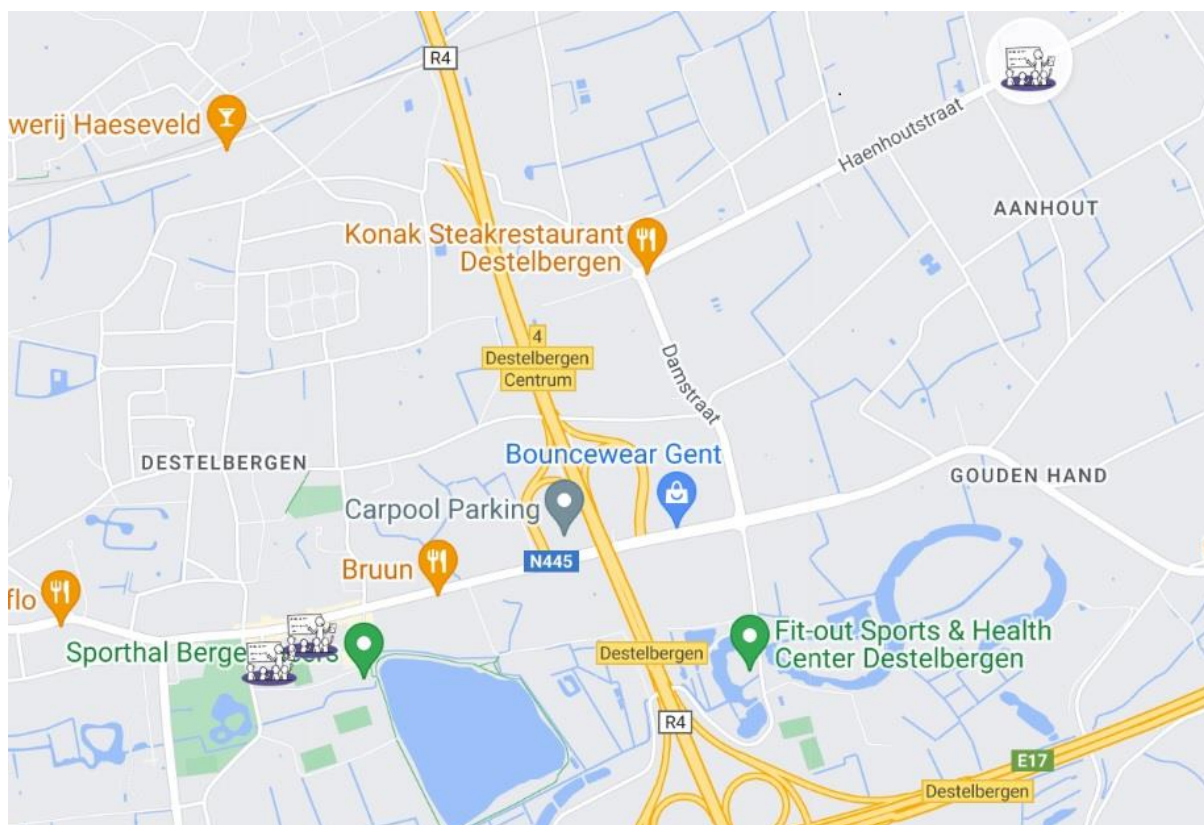 R4
werij Haeseveld
Haenhoutstraat
AANHOUT
Konak Steakrestaurant
Destelbergen
4
Destelbergen
Centrum
Damstraat
Bouncewear Gent
DESTELBERGEN
GOUDEN HAND
Carpool Parking
N445
Bruun
flo
Sporthal Berge
Destelbergen
Fit-out Sports & Health
Center Destelbergen
R4
E17
Destelbergen